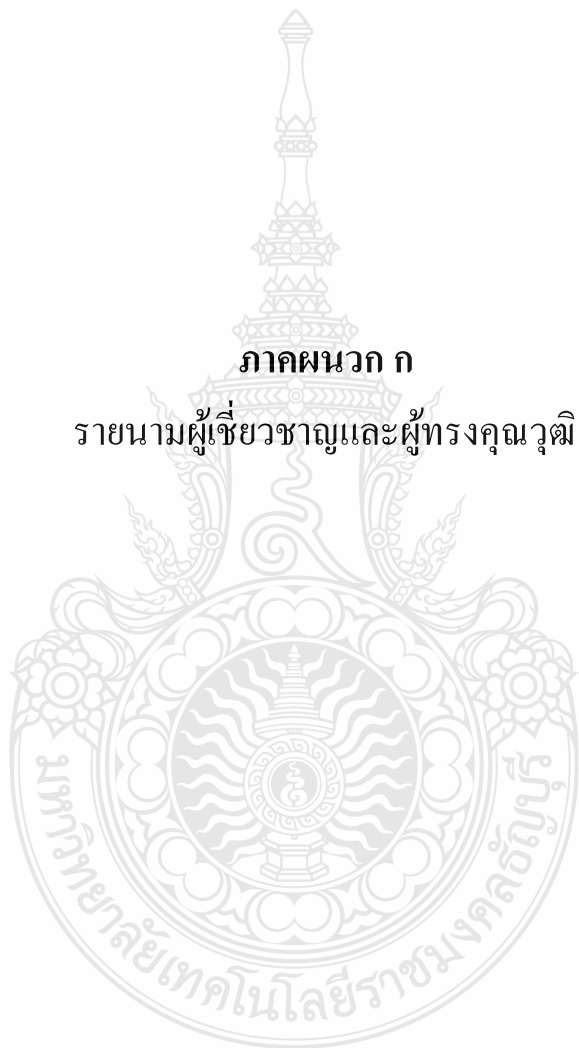 ภาคผนวก ก
รายนามผู้เชี่ยวชาญและผู้ทรงคุณวุฒิ
มหาวิทยาลัยเทคโนโลยีราชมงคลธัญบุรี